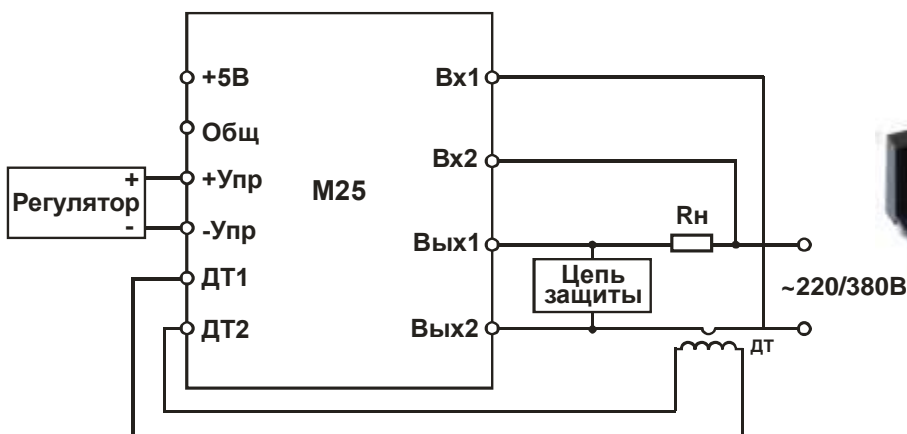 +5В
Общ
+Упр
-Упр
ДТ1
ДТ2
+
Регулятор
-
М25
Вх1
Вх2
Вых1
Вых2
Rн
Цепь
защиты
~220/380В
ДТ